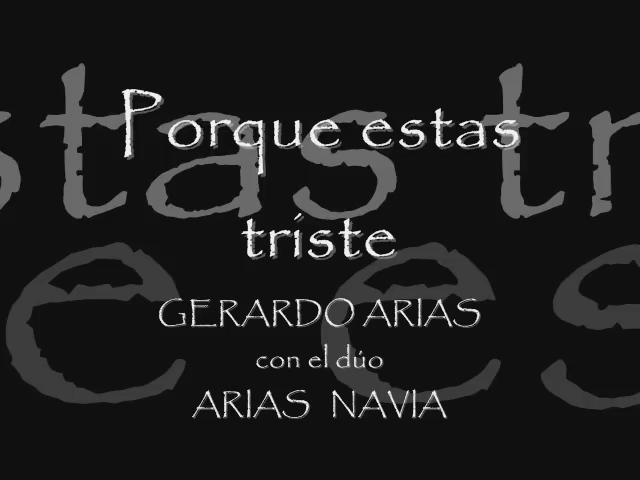 Porque estas
triste
GERARDO ARIAS
con el dúo
ARIAS NAVIA